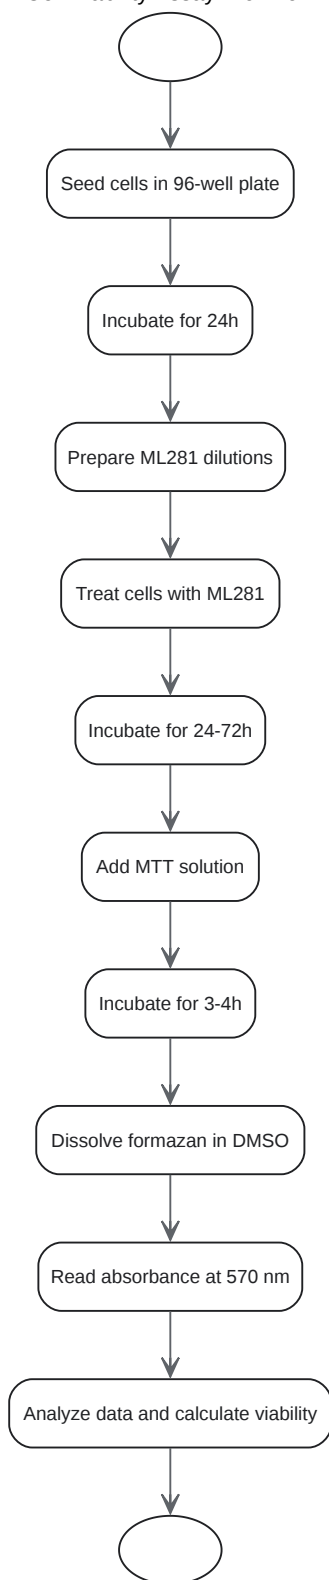 Seed cells in 96-well plate
Incubate for 24h
Prepare ML281 dilutions
Treat cells with ML281
Incubate for 24-72h
Add MTT solution
Incubate for 3-4h
Dissolve formazan in DMSO
Read absorbance at 570 nm
Analyze data and calculate viability